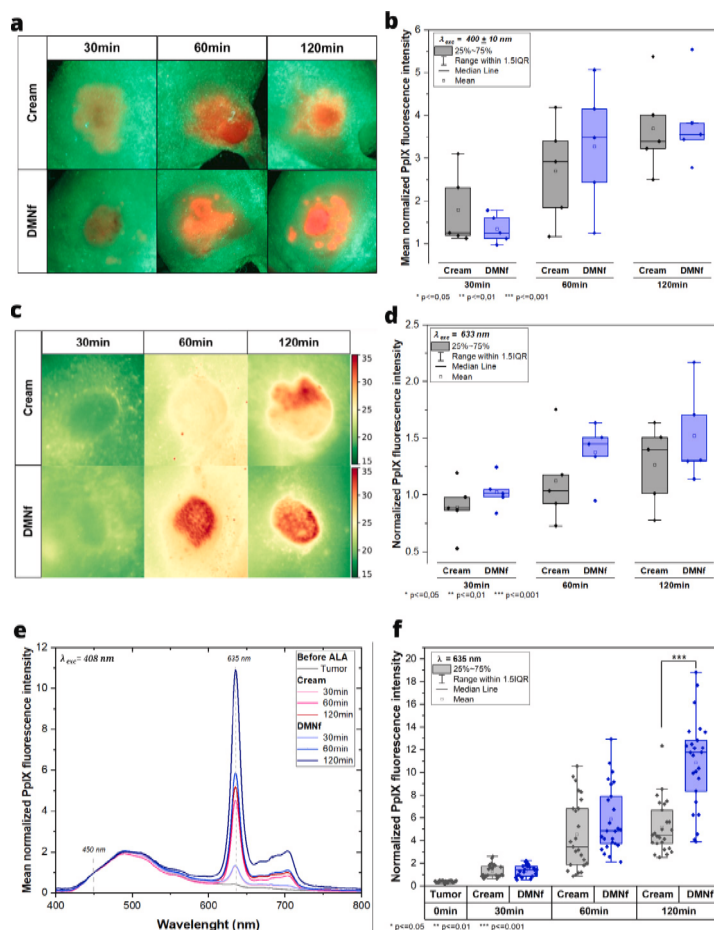 a
30min 60min 120min
Cream
DMNf
b
Mean normalized PpIX fluorescence intensity
6
5
4
3
2
1
λexc = 400 ± 10 nm
25%~75%
Range within 1.5IQR
Median Line
Mean
Cream DMNf Cream DMNf Cream DMNf
30min 60min 120min
* p<=0,05 ** p<=0,01 *** p<=0,001
c
30min 60min 120min
Cream
DMNf
35
30
25
20
15
35
30
25
20
15
d
Normalized PpIX fluorescence intensity
2.5
2.0
1.5
1.0
0.5
λexc = 633 nm
25%~75%
Range within 1.5IQR
Median Line
Mean
Cream DMNf Cream DMNf Cream DMNf
30min 60min 120min
* p<=0,05 ** p<=0,01 *** p<=0,001
e
Mean normalized PpIX fluorescence intensity
12
10
8
6
4
2
0
λexc = 408 nm
635 nm
450 nm
Before ALA
Tumor
Cream
30min
60min
120min
DMNf
30min
60min
120min
400 500 600 700 800
Wavelenght (nm)
f
Normalized PpIX fluorescence intensity
20
18
16
14
12
10
8
6
4
2
0
λ = 635 nm
25%~75%
Range within 1.5IQR
Median Line
Mean
***
Tumor Cream DMNf Cream DMNf Cream DMNf
0min 30min 60min 120min
* p<=0.05 ** p<=0.01 *** p<=0.001